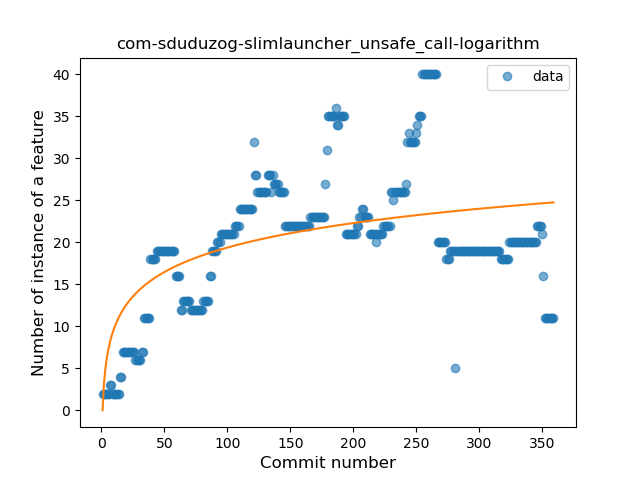 com-sduduzog-slimlauncher_unsafe_call-logarithm
data
Number of instance of a feature
40
35
30
25
20
15
10
5
0
0 50 100 150 200 250 300 350
Commit number